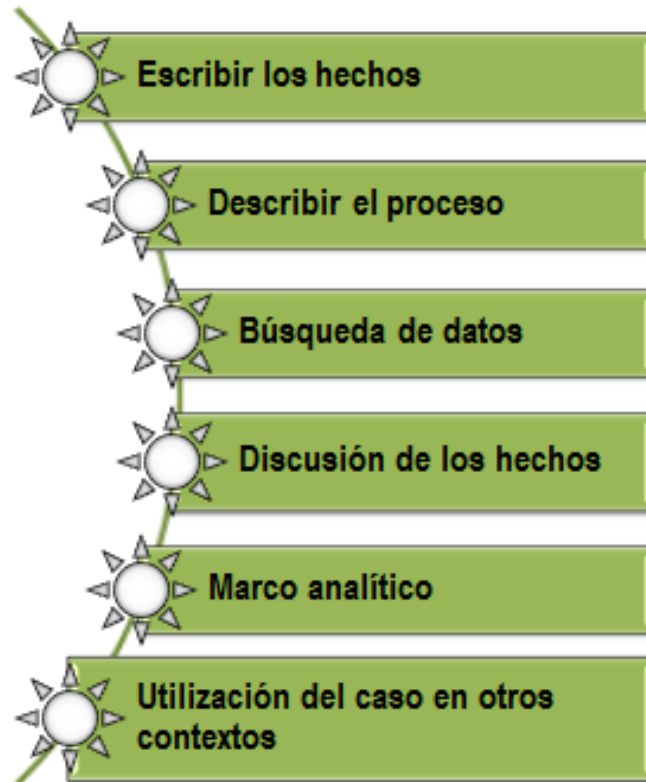 Escribir los hechos
Describir el proceso
Búsqueda de datos
Discusión de los hechos
Marco analítico
Utilización del caso en otros
contextos